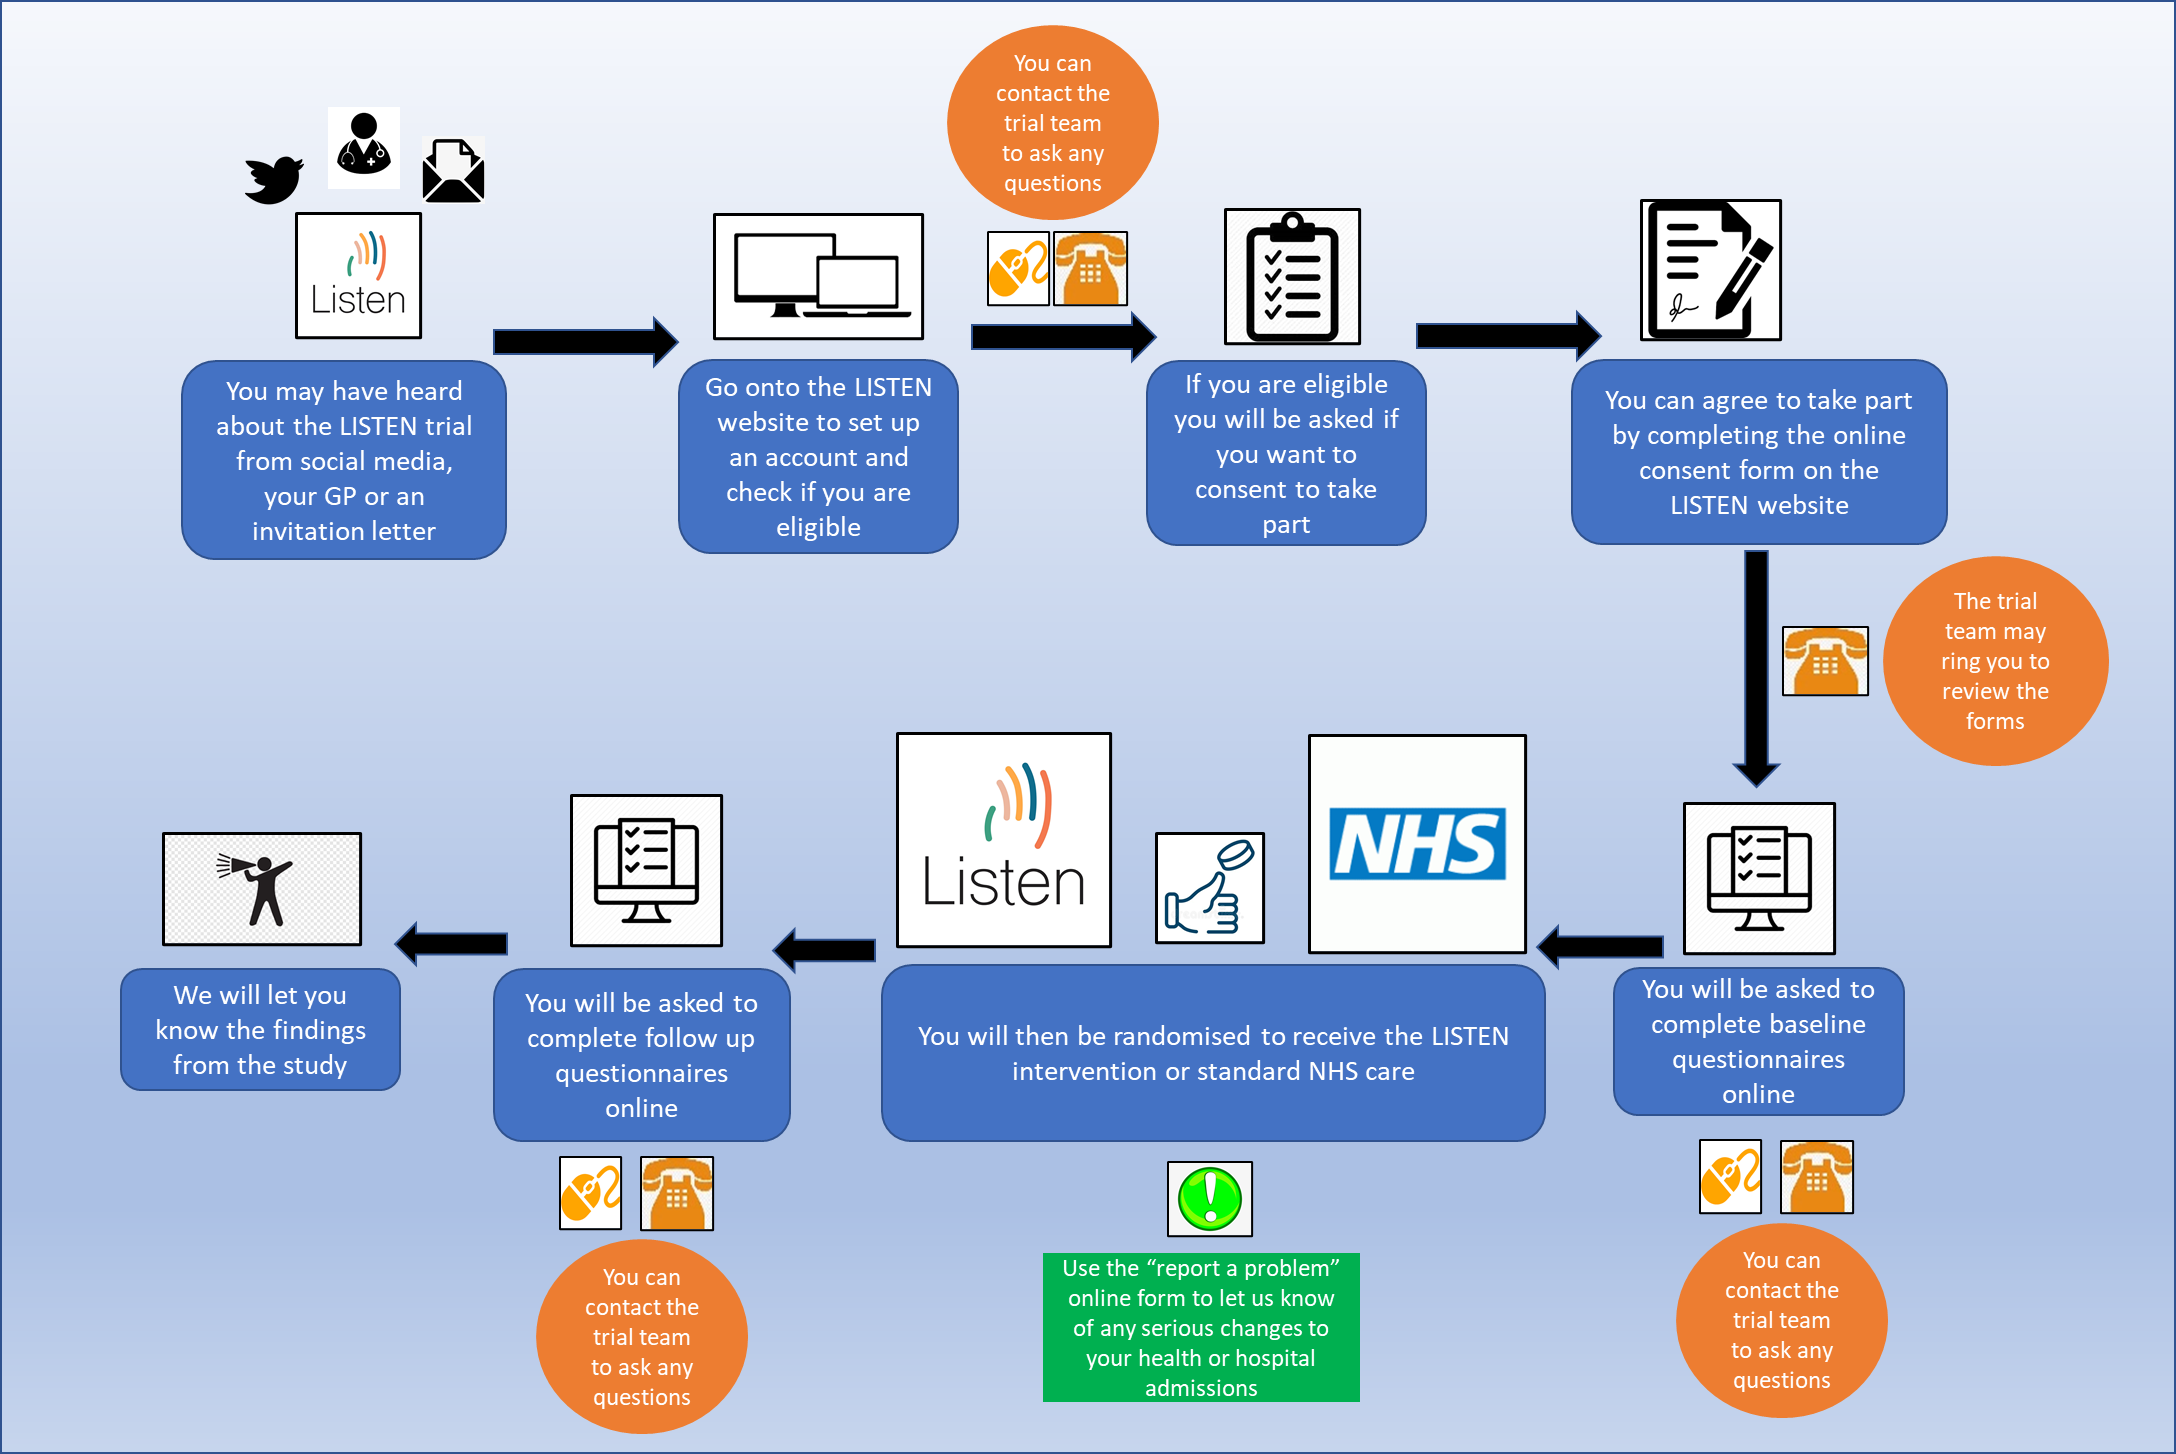 You can
contact the
trial team
to ask any
questions
Listen
You may have heard
about the LISTEN trial
from social media,
your GP or an
invitation letter
Go onto the LISTEN
website to set up
an account and
check if you are
eligible
If you are eligible
you will be asked if
you want to
consent to take
part
You can agree to take part
by completing the online
consent form on the
LISTEN website
The trial
team may
ring you to
review the
forms
You will be asked to
complete baseline
questionnaires
online
You can
contact the
trial team
to ask any
questions
NHS
Listen
You will then be randomised to receive the LISTEN
intervention or standard NHS care
Use the “report a problem”
online form to let us know
of any serious changes to
your health or hospital
admissions
You will be asked to
complete follow up
questionnaires
online
You can
contact the
trial team
to ask any
questions
We will let you
know the findings
from the study